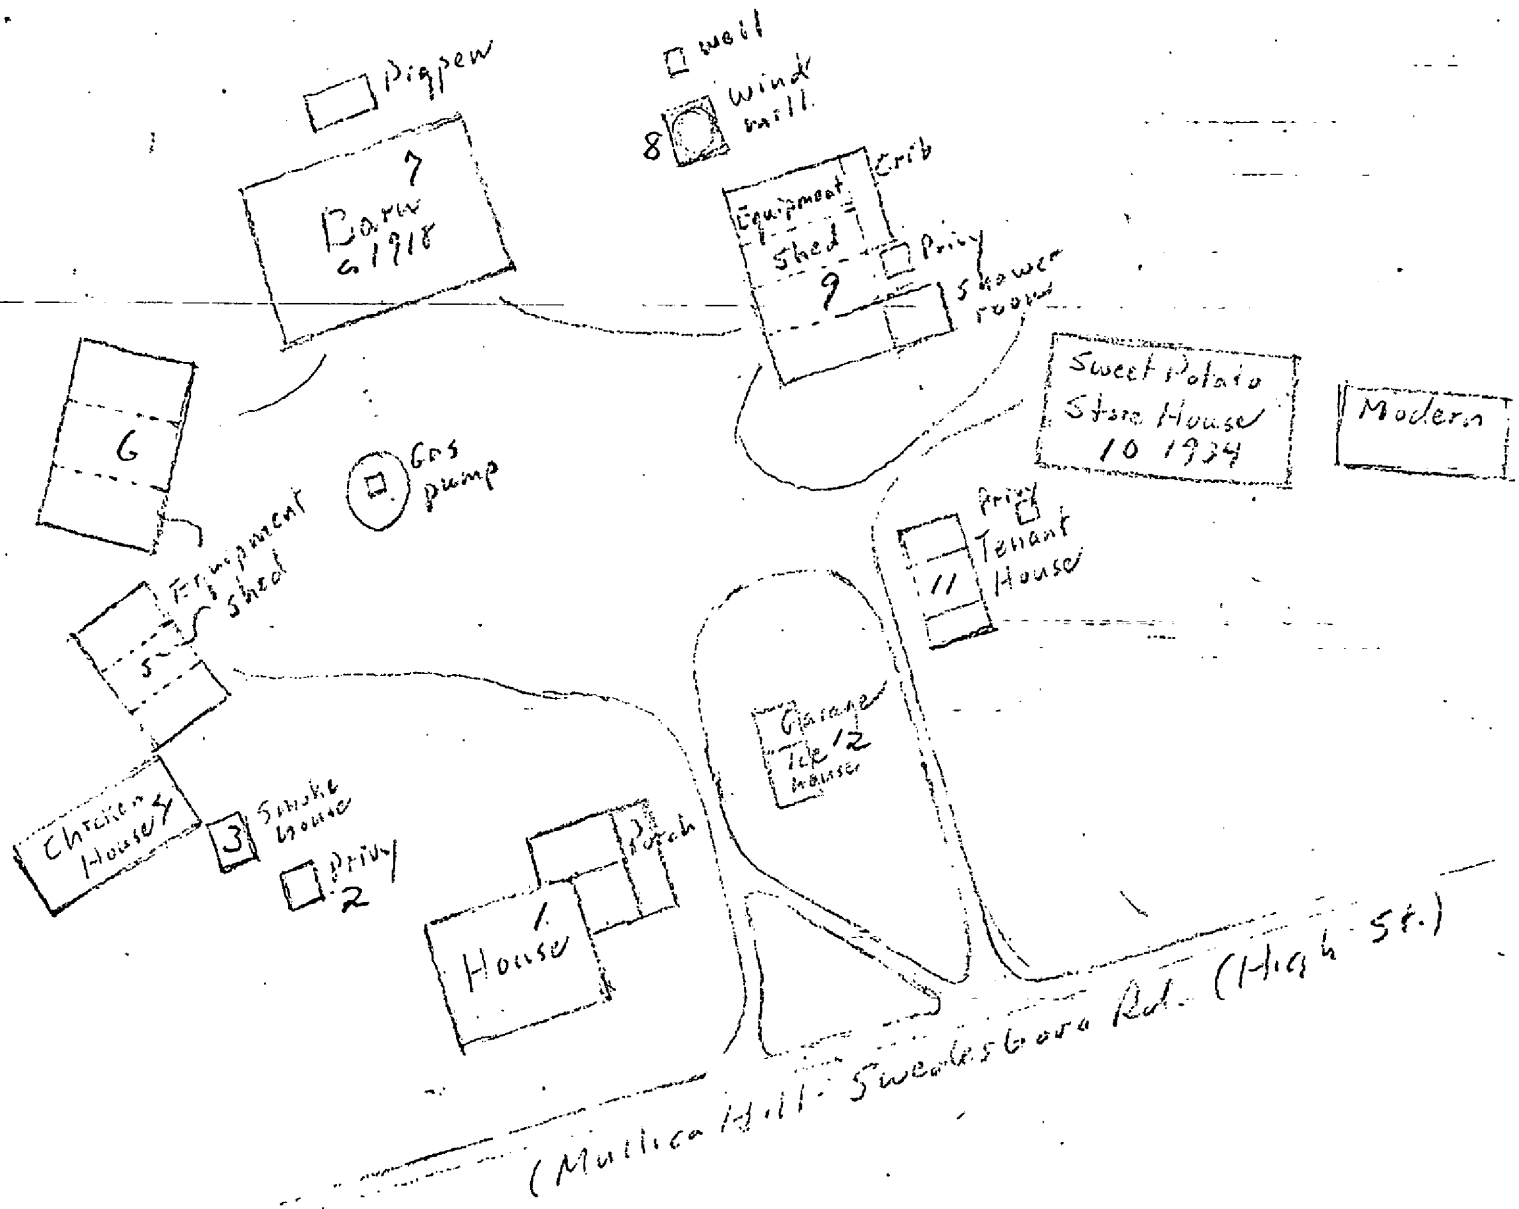 Pigpen
well
Wind
mill
8
7
Barn
c 1918
Crib
Equipment
Shed
9
Privy
Shower
room
Sweet Potato
Store House
10 1934
Modern
6
Gas
pump
Equipment
shed
5
Privy
Tenant
House
11
Garage
12
Ice
house
Chicken
House 4
3
Smoke
house
Privy
2
Porch
1
House
(Mullica Hill - Swedesboro Rd. (High St.)